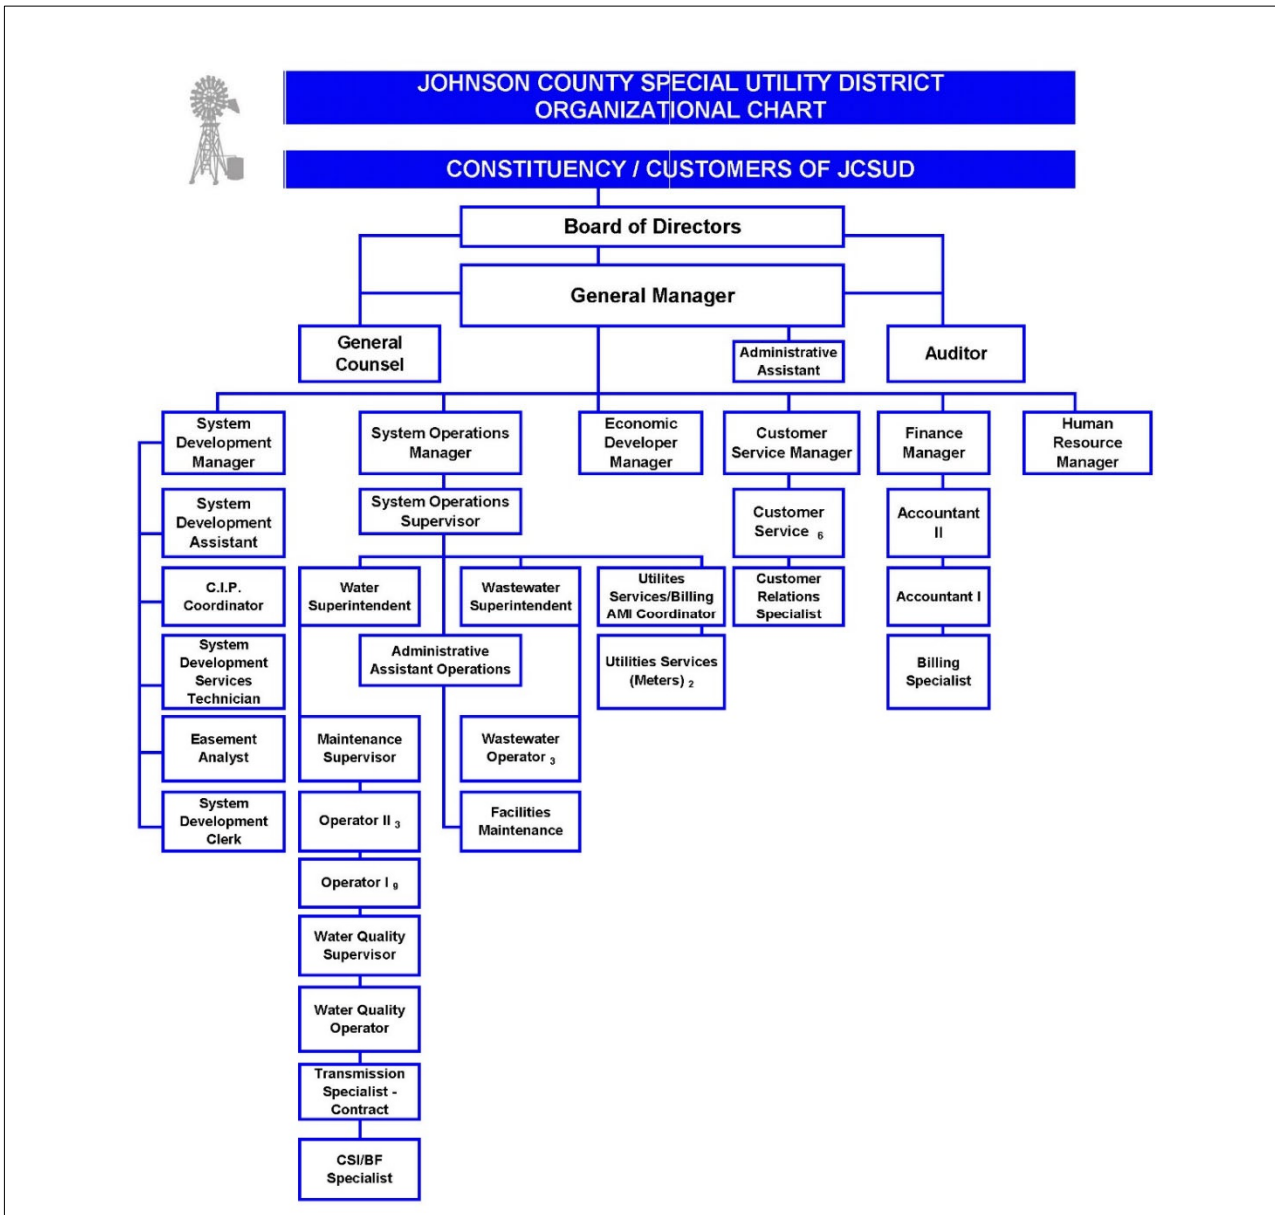 JOHNSON COUNTY SPECIAL UTILITY DISTRICT
ORGANIZATIONAL CHART
CONSTITUENCY / CUSTOMERS OF JCSUD
Board of Directors
General Manager
General
Counsel
Administrative
Assistant
Auditor
System
Development
Manager
System Operations
Manager
Economic
Developer
Manager
Customer
Service Manager
Finance
Manager
Human
Resource
Manager
System
Development
Assistant
System Operations
Supervisor
Customer
Service 6
Accountant
II
C.I.P.
Coordinator
Water
Superintendent
Wastewater
Superintendent
Utilites
Services/Billing
AMI Coordinator
Customer
Relations
Specialist
Accountant I
System
Development
Services
Technician
Administrative
Assistant Operations
Utilities Services
(Meters) 2
Billing
Specialist
Easement
Analyst
Maintenance
Supervisor
Wastewater
Operator 3
System
Development
Clerk
Operator II 3
Facilities
Maintenance
Operator I 9
Water Quality
Supervisor
Water Quality
Operator
Transmission
Specialist -
Contract
CSI/BF
Specialist